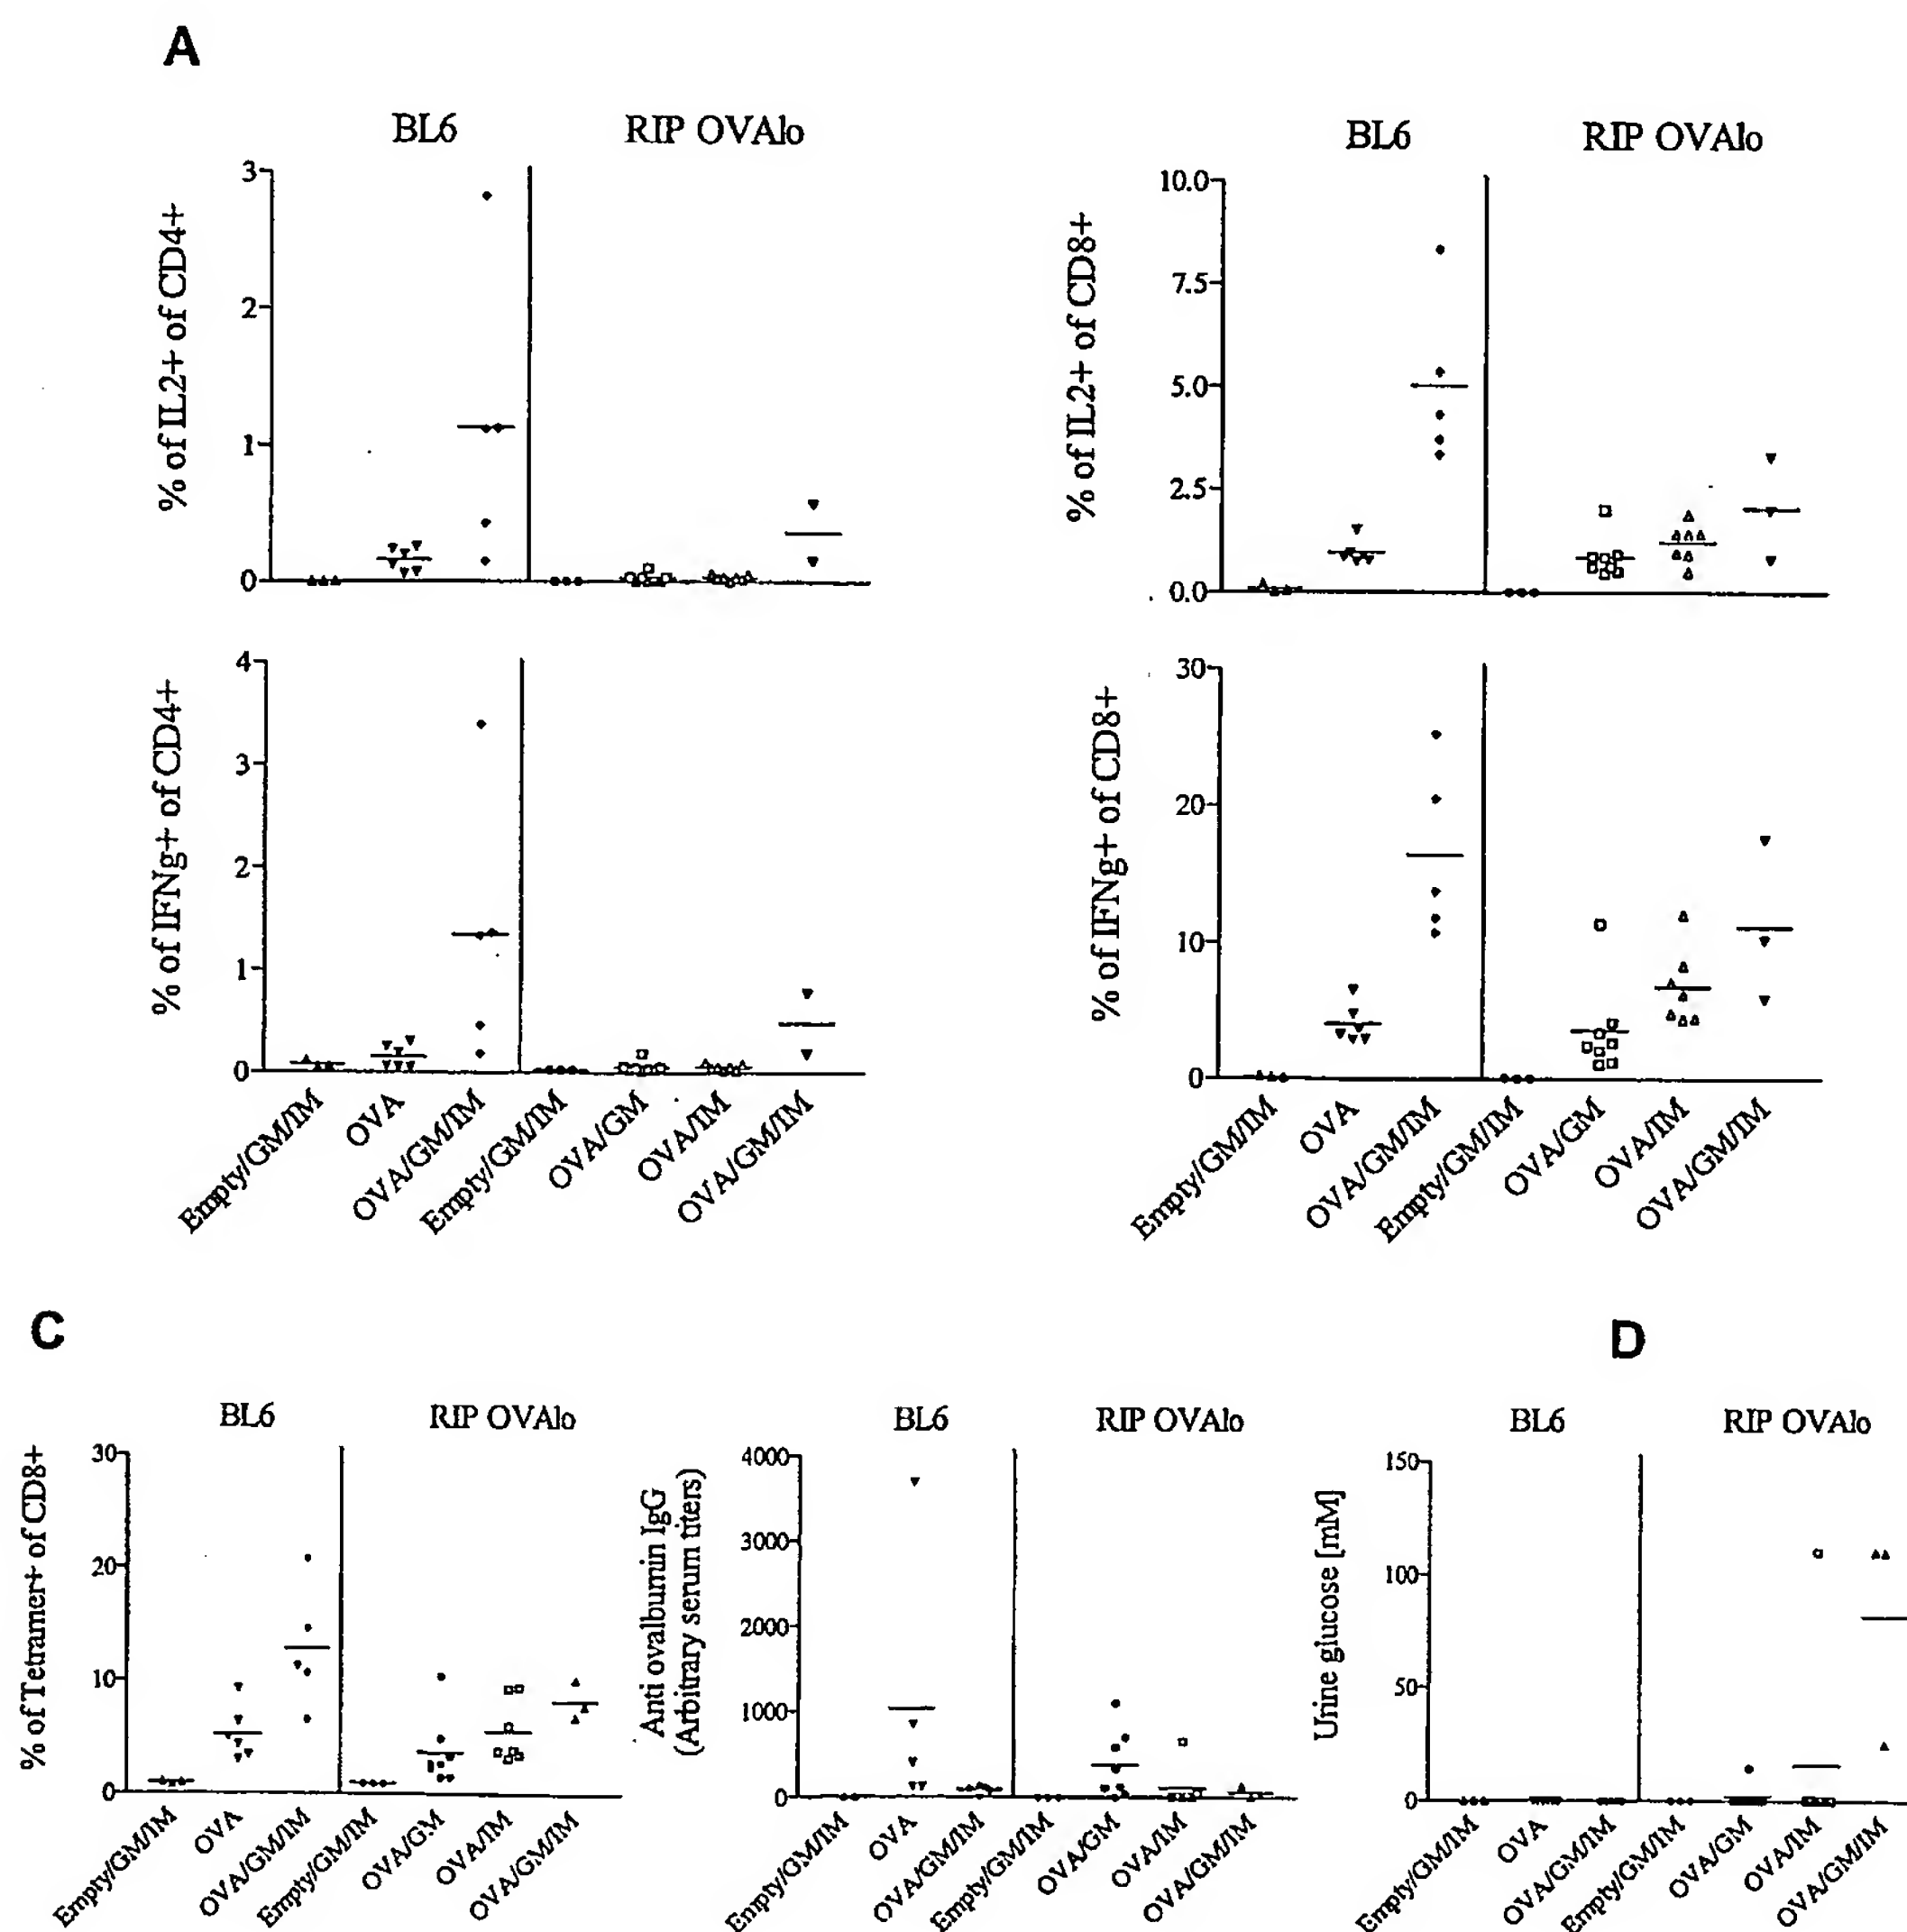 A
BL6 RIP OVAlo
% of IL2+ of CD4+
3
2
1
0
BL6 RIP OVAlo
% of IL2+ of CD8+
10.0
7.5
5.0
2.5
0.0
% of IFNg+ of CD4+
4
3
2
1
0
Empty/GM/IM
OVA
OVA/GM/IM
Empty/GM/IM
OVA/GM
OVA/IM
OVA/GM/IM
% of IFNg+ of CD8+
30
20
10
0
Empty/GM/IM
OVA
OVA/GM/IM
Empty/GM/IM
OVA/GM
OVA/IM
OVA/GM/IM
C
BL6 RIP OVAlo
% of Tetramer+ of CD8+
30
20
10
0
Empty/GM/IM
OVA
OVA/GM/IM
Empty/GM/IM
OVA/GM
OVA/IM
OVA/GM/IM
BL6 RIP OVAlo
Anti ovalbumin IgG
(Arbitrary serum titers)
4000
3000
2000
1000
0
Empty/GM/IM
OVA
OVA/GM/IM
Empty/GM/IM
OVA/GM
OVA/IM
OVA/GM/IM
D
BL6 RIP OVAlo
Urine glucose [mM]
150
100
50
0
Empty/GM/IM
OVA
OVA/GM/IM
Empty/GM/IM
OVA/GM
OVA/IM
OVA/GM/IM